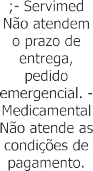 ;- Servimed
Não atendem
o prazo de
entrega,
pedido
emergencial. -
Medicamental
Não atende as
condições de
pagamento.